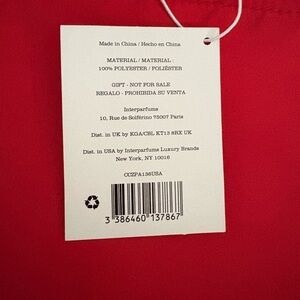 Made in China / Hecho en China
MATERIAL / MATERIAL
100% POLYESTER / POLIÉSTER
GIFT - NOT FOR SALE
REGALO - PROHIBIDA SU VENTA
Interparfums
10, Rue de Solférino 75007 Paris
Dist. in UK by KGA/CBL KT13 8RX UK
Dist. in USA by Interparfums Luxury Brands
New York, NY 10016
CCZPA136USA
3 386460 137867